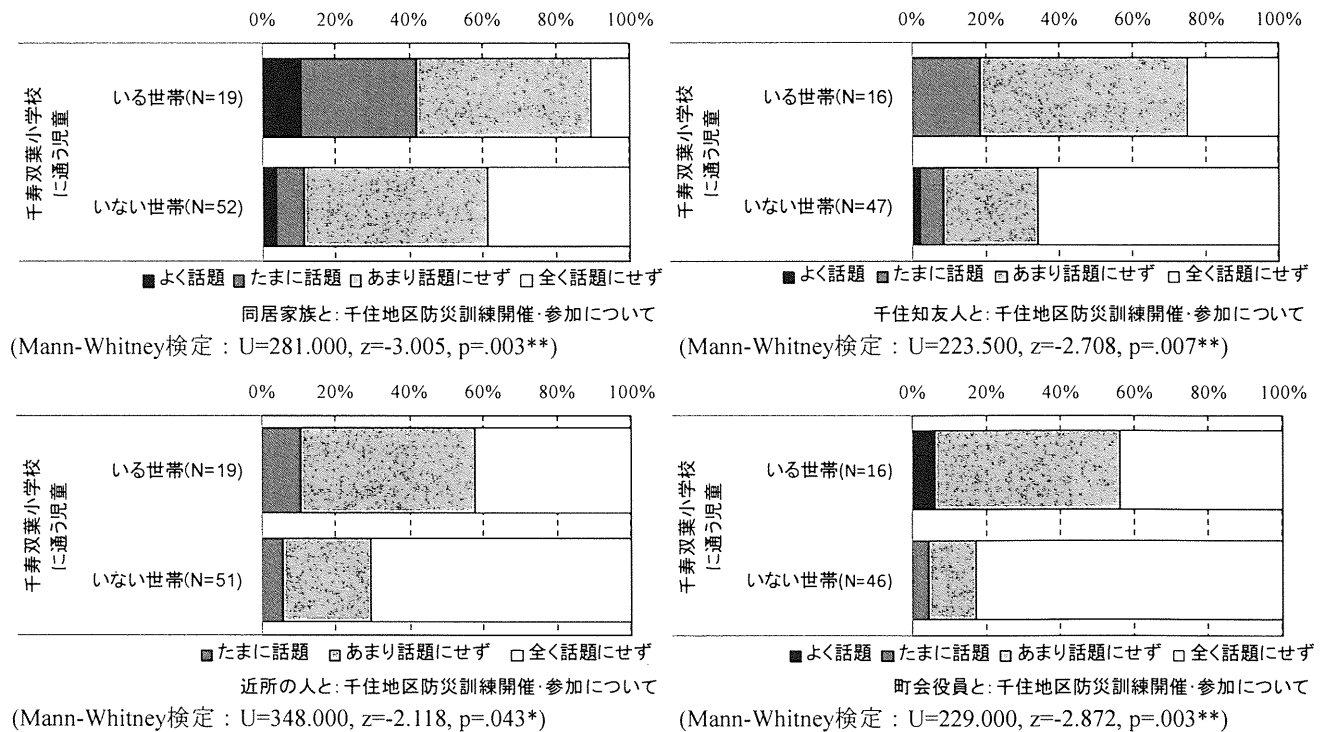 0% 20% 40% 60% 80% 100%
千寿双葉小学校
に通う児童
いる世帯(N=19)
いない世帯(N=52)
■よく話題 ■たまに話題 □あまり話題にせず □全く話題にせず
同居家族と:千住地区防災訓練開催・参加について
(Mann-Whitney検定：U=281.000, z=-3.005, p=.003**)
0% 20% 40% 60% 80% 100%
千寿双葉小学校
に通う児童
いる世帯(N=16)
いない世帯(N=47)
■よく話題 ■たまに話題 □あまり話題にせず □全く話題にせず
千住知友人と:千住地区防災訓練開催・参加について
(Mann-Whitney検定：U=223.500, z=-2.708, p=.007**)
0% 20% 40% 60% 80% 100%
千寿双葉小学校
に通う児童
いる世帯(N=19)
いない世帯(N=51)
■たまに話題 □あまり話題にせず □全く話題にせず
近所の人と:千住地区防災訓練開催・参加について
(Mann-Whitney検定：U=348.000, z=-2.118, p=.043*)
0% 20% 40% 60% 80% 100%
千寿双葉小学校
に通う児童
いる世帯(N=16)
いない世帯(N=46)
■よく話題 ■たまに話題 □あまり話題にせず □全く話題にせず
町会役員と:千住地区防災訓練開催・参加について
(Mann-Whitney検定：U=229.000, z=-2.872, p=.003**)